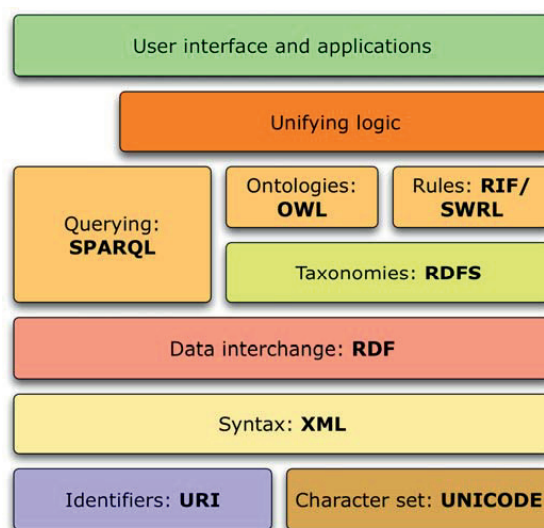 User interface and applications
Unifying logic
Querying:
SPARQL
Ontologies:
OWL
Rules: RIF/
SWRL
Taxonomies: RDFS
Data interchange: RDF
Syntax: XML
Identifiers: URI
Character set: UNICODE